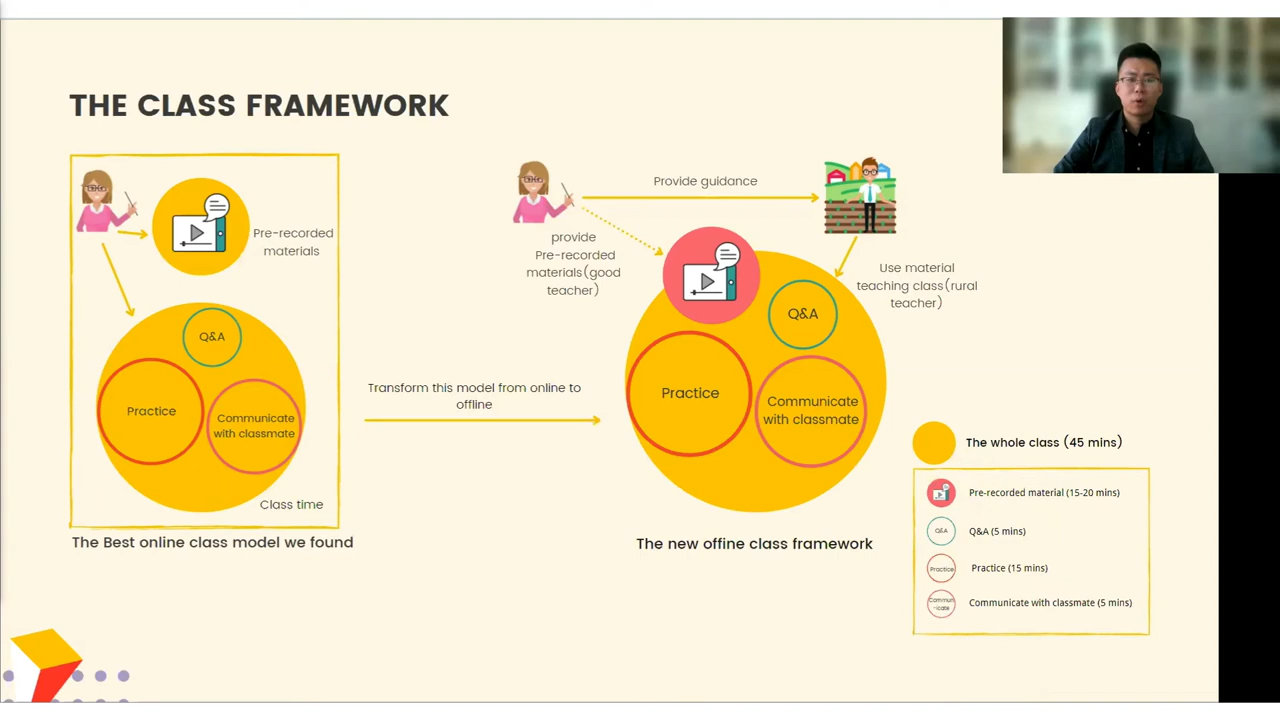 THE CLASS FRAMEWORK
Pre-recorded
materials
Q&A
Practice
Communicate
with classmate
Class time
The Best online class model we found
Transform this model from online to
offline
Provide guidance
provide
Pre-recorded
materials(good
teacher)
Use material
teaching class(rural
teacher)
Q&A
Practice
Communicate
with classmate
The new offine class framework
The whole class (45 mins)
Pre-recorded material (15-20 mins)
Q&A
Q&A (5 mins)
Practice
Practice (15 mins)
Commun
-icate
Communicate with classmate (5 mins)